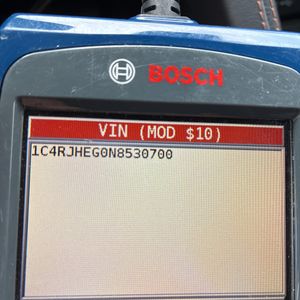 BOSCH
VIN (MOD $10)
1C4RJHEG0N8530700